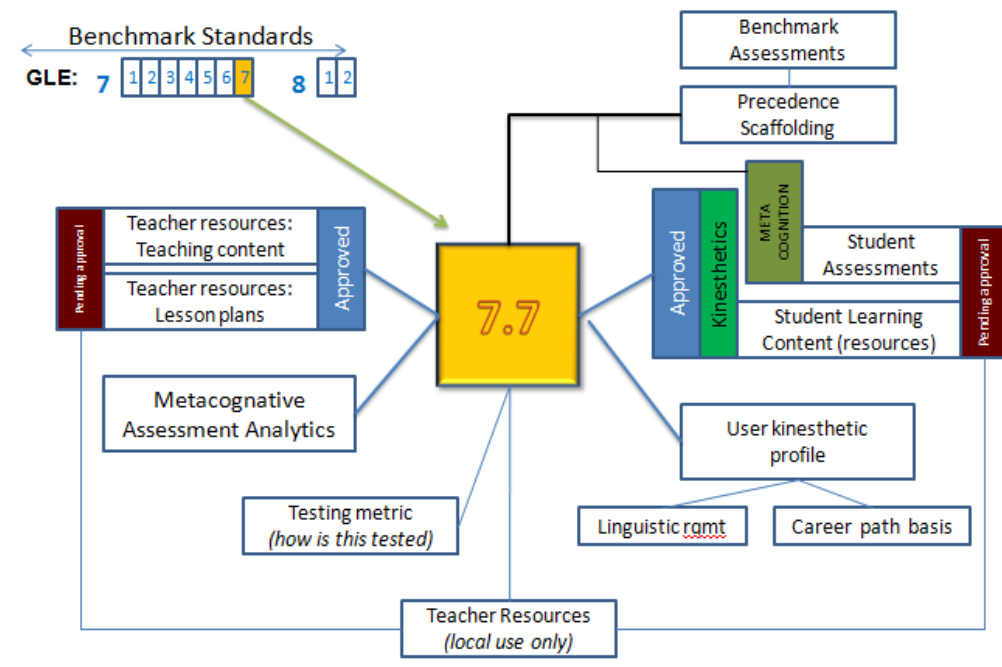 Benchmark Standards
GLE: 7 1 2 3 4 5 6 7 8 1 2
Benchmark
Assessments
Precedence
Scaffolding
META
COGNITION
Pending approval
Teacher resources:
Teaching content
Teacher resources:
Lesson plans
Approved
7.7
Approved
Kinesthetics
Student
Assessments
Student Learning
Content (resources)
Pending approval
Metacognative
Assessment Analytics
User kinesthetic
profile
Testing metric
(how is this tested)
Linguistic rqmt
Career path basis
Teacher Resources
(local use only)